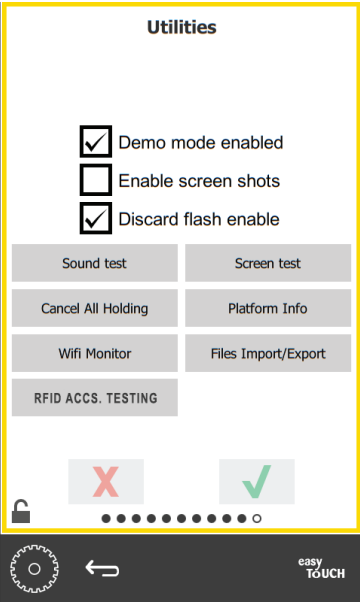 Utilities
Demo mode enabled
Enable screen shots
Discard flash enable
Sound test
Screen test
Cancel All Holding
Platform Info
Wifi Monitor
Files Import/Export
RFID ACCS. TESTING
X
easy
TOUCH